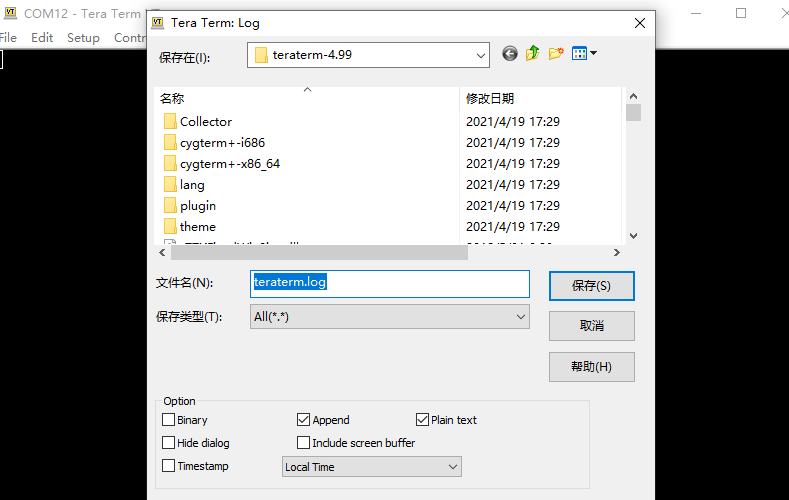 COM12 - Tera Term
Tera Term: Log
File Edit Setup Contr
保存在(I):
teraterm-4.99
名称 修改日期
Collector 2021/4/19 17:29
cygterm+-i686 2021/4/19 17:29
cygterm+-x86_64 2021/4/19 17:29
lang 2021/4/19 17:29
plugin 2021/4/19 17:29
theme 2021/4/19 17:29
文件名(N):
teraterm.log
保存(S)
保存类型(T):
All(*.*)
取消
帮助(H)
Option
Binary Append Plain text
Hide dialog Include screen buffer
Timestamp Local Time